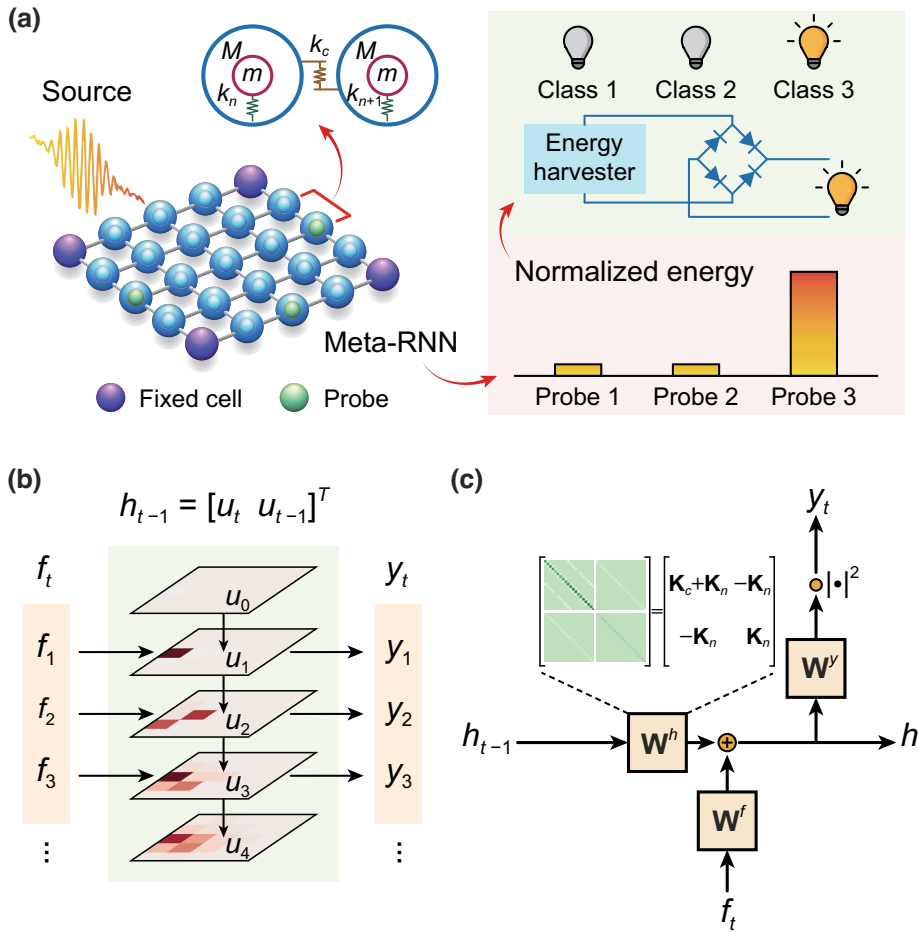 (a)
Source
M
m
k_n
k_c
M
m
k_{n+1}
Fixed cell
Probe
Meta-RNN
Class 1
Class 2
Class 3
Energy
harvester
Normalized energy
Probe 1
Probe 2
Probe 3
(b)
h_{t−1} = [u_t u_{t−1}]^T
f_t
y_t
u_0
f_1
u_1
y_1
f_2
u_2
y_2
f_3
u_3
y_3
⋮
u_4
⋮
(c)
y_t
|•|^2
=
K_c+K_n −K_n
−K_n K_n
W^y
h_{t−1}
W^h
+
h
W^f
f_t